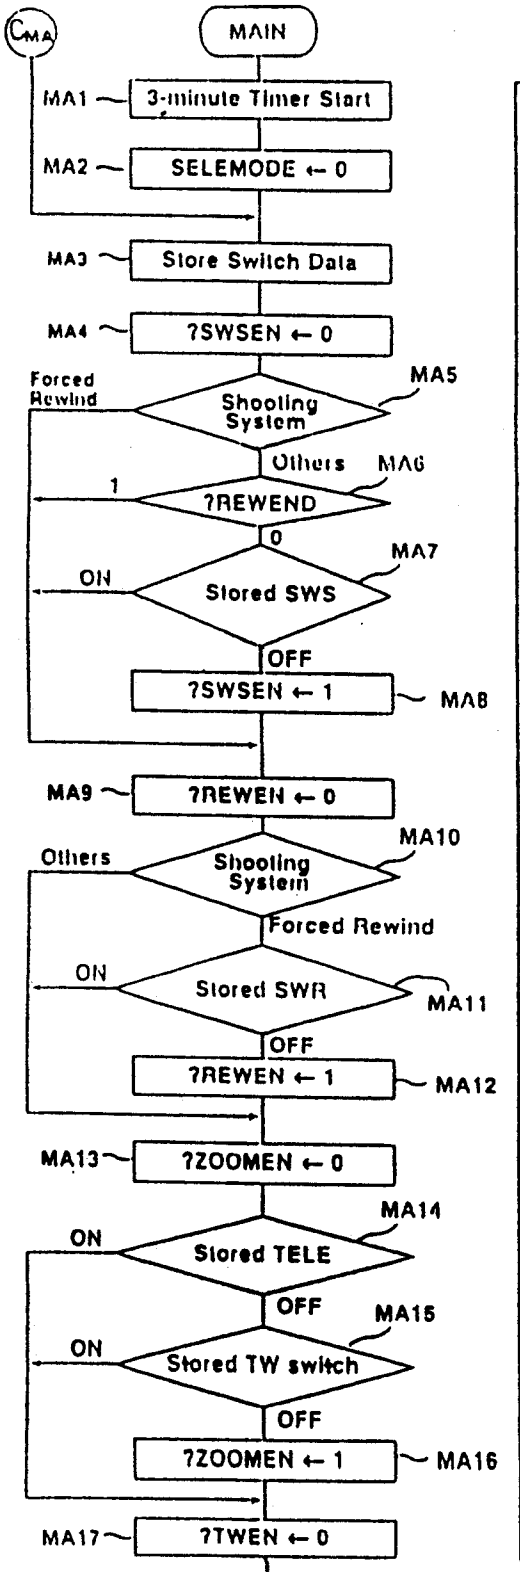 CMA
MAIN
MA1
3-minute Timer Start
MA2
SELEMODE ← 0
MA3
Store Switch Data
MA4
?SWSEN ← 0
Forced
Rewind
MA5
Shooting
System
Others
MA6
1
?REWEND
0
MA7
ON
Stored SWS
OFF
?SWSEN ← 1
MA8
MA9
?REWEN ← 0
MA10
Others
Shooting
System
Forced Rewind
ON
Stored SWR
MA11
OFF
?REWEN ← 1
MA12
MA13
?ZOOMEN ← 0
MA14
ON
Stored TELE
OFF
MA15
ON
Stored TW switch
OFF
?ZOOMEN ← 1
MA16
MA17
?TWEN ← 0